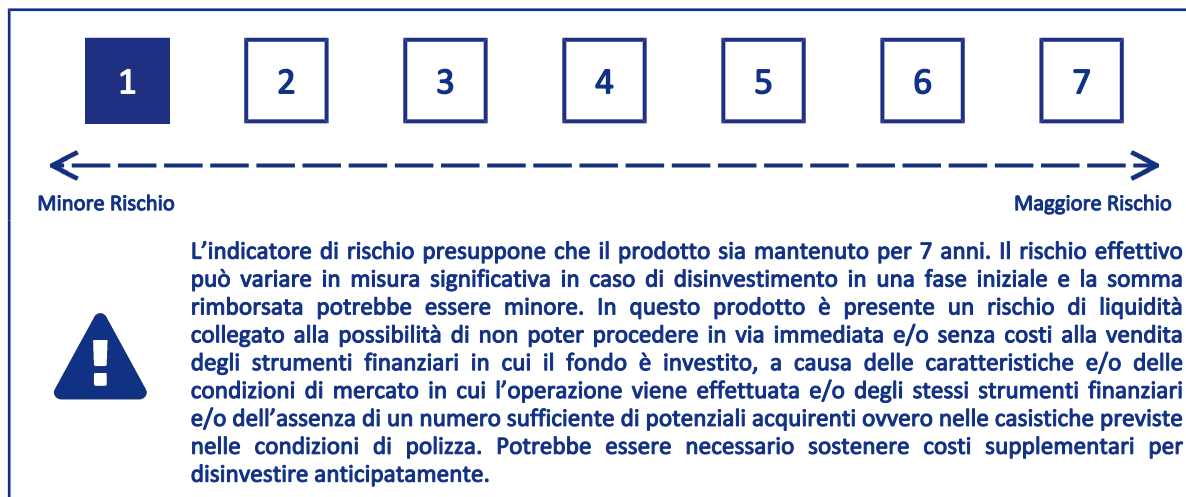 1 2 3 4 5 6 7
Minore Rischio Maggiore Rischio
L’indicatore di rischio presuppone che il prodotto sia mantenuto per 7 anni. Il rischio effettivo
può variare in misura significativa in caso di disinvestimento in una fase iniziale e la somma
rimborsata potrebbe essere minore. In questo prodotto è presente un rischio di liquidità
collegato alla possibilità di non poter procedere in via immediata e/o senza costi alla vendita
degli strumenti finanziari in cui il fondo è investito, a causa delle caratteristiche e/o delle
condizioni di mercato in cui l’operazione viene effettuata e/o degli stessi strumenti finanziari
e/o dell’assenza di un numero sufficiente di potenziali acquirenti ovvero nelle casistiche previste
nelle condizioni di polizza. Potrebbe essere necessario sostenere costi supplementari per
disinvestire anticipatamente.